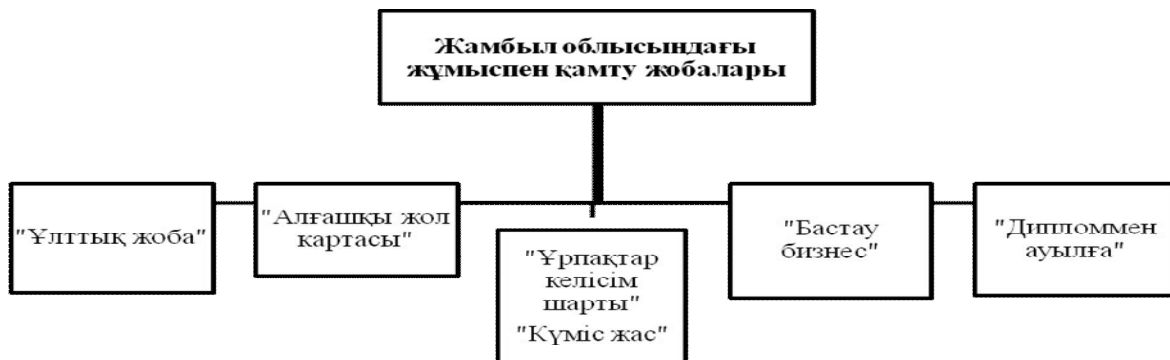 Жамбыл облысындағы
жұмыспен қамту жобалары
"Ұлттық жоба"
"Алғашқы жол
картасы"
"Ұрпақтар
келісім
шарты"
"Күміс жас"
"Бастау
бизнес"
"Дипломмен
ауылға"